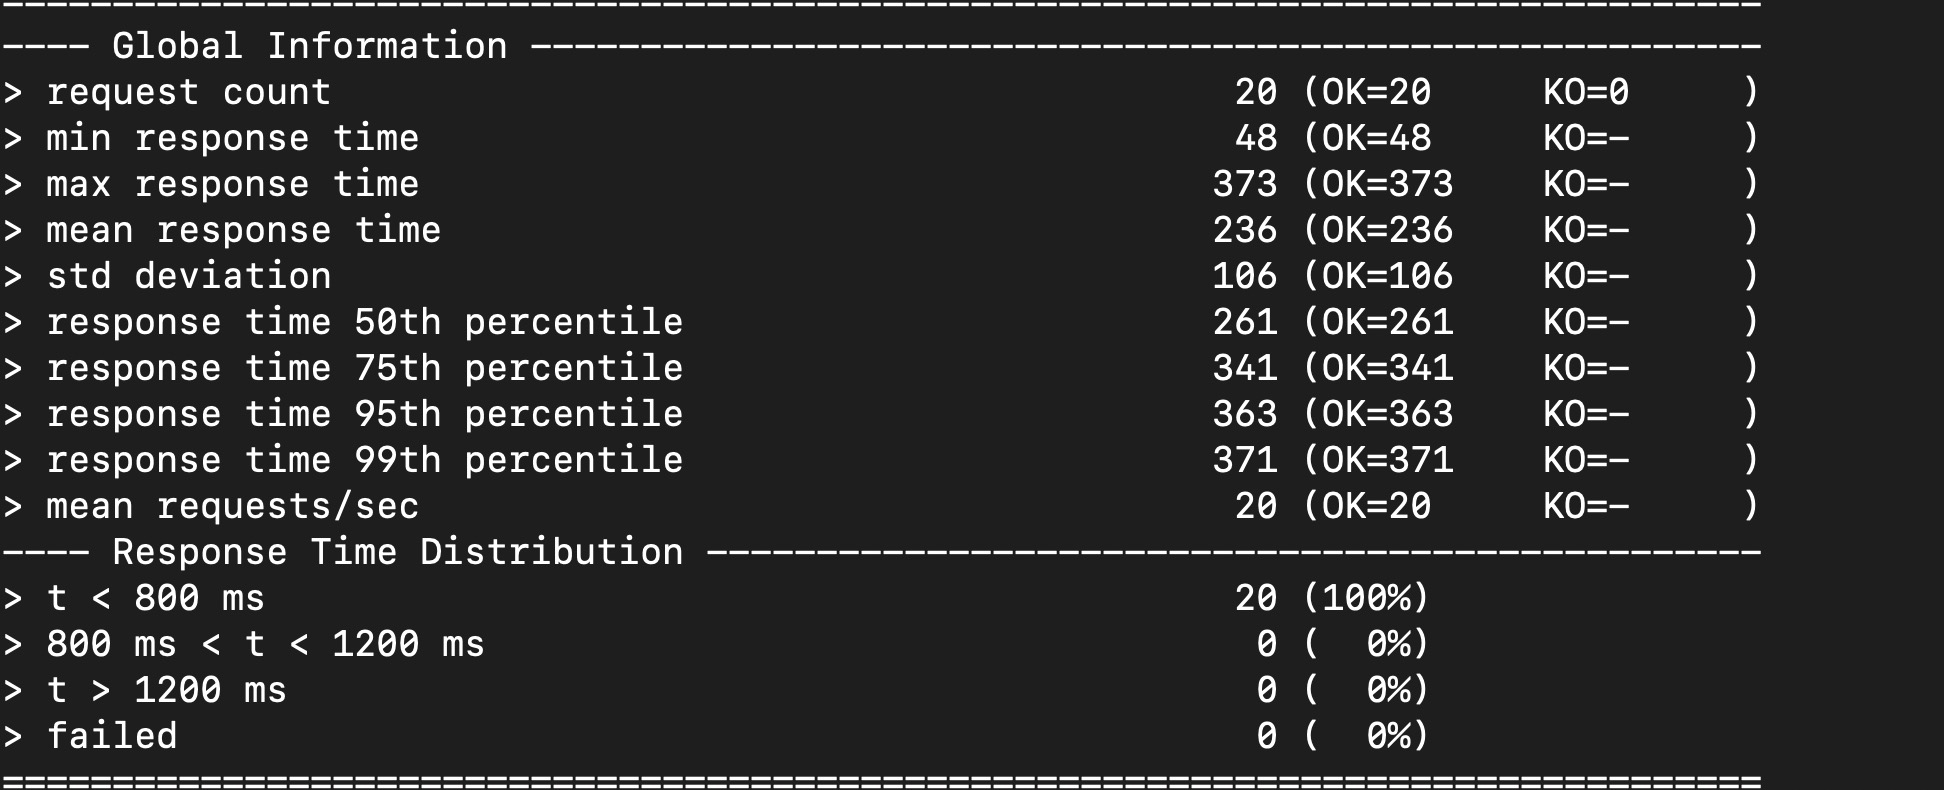 ================================================================================
---- Global Information --------------------------------------------------------
> request count                                         20 (OK=20     KO=0     )
> min response time                                     48 (OK=48     KO=-     )
> max response time                                    373 (OK=373    KO=-     )
> mean response time                                   236 (OK=236    KO=-     )
> std deviation                                        106 (OK=106    KO=-     )
> response time 50th percentile                        261 (OK=261    KO=-     )
> response time 75th percentile                        341 (OK=341    KO=-     )
> response time 95th percentile                        363 (OK=363    KO=-     )
> response time 99th percentile                        371 (OK=371    KO=-     )
> mean requests/sec                                     20 (OK=20     KO=-     )
---- Response Time Distribution ------------------------------------------------
> t < 800 ms                                            20 (100%)
> 800 ms < t < 1200 ms                                   0 (  0%)
> t > 1200 ms                                            0 (  0%)
> failed                                                 0 (  0%)
================================================================================